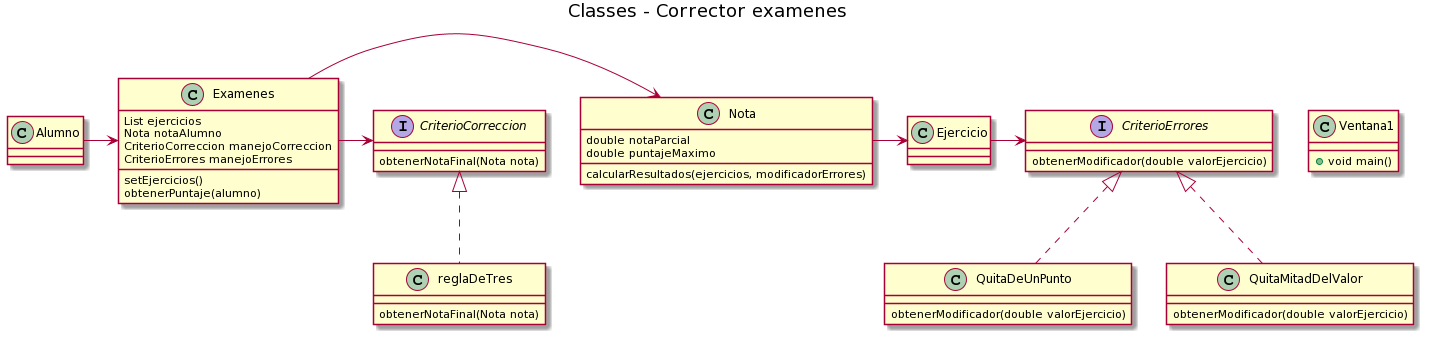 Classes - Corrector examenes
C Alumno
C Examenes
List ejercicios
Nota notaAlumno
CriterioCorreccion manejoCorreccion
CriterioErrores manejoErrores
setEjercicios()
obtenerPuntaje(alumno)
I CriterioCorreccion
obtenerNotaFinal(Nota nota)
C Nota
double notaParcial
double puntajeMaximo
calcularResultados(ejercicios, modificadorErrores)
C Ejercicio
I CriterioErrores
obtenerModificador(double valorEjercicio)
C Ventana1
void main()
C reglaDeTres
obtenerNotaFinal(Nota nota)
C QuitaDeUnPunto
obtenerModificador(double valorEjercicio)
C QuitaMitadDelValor
obtenerModificador(double valorEjercicio)